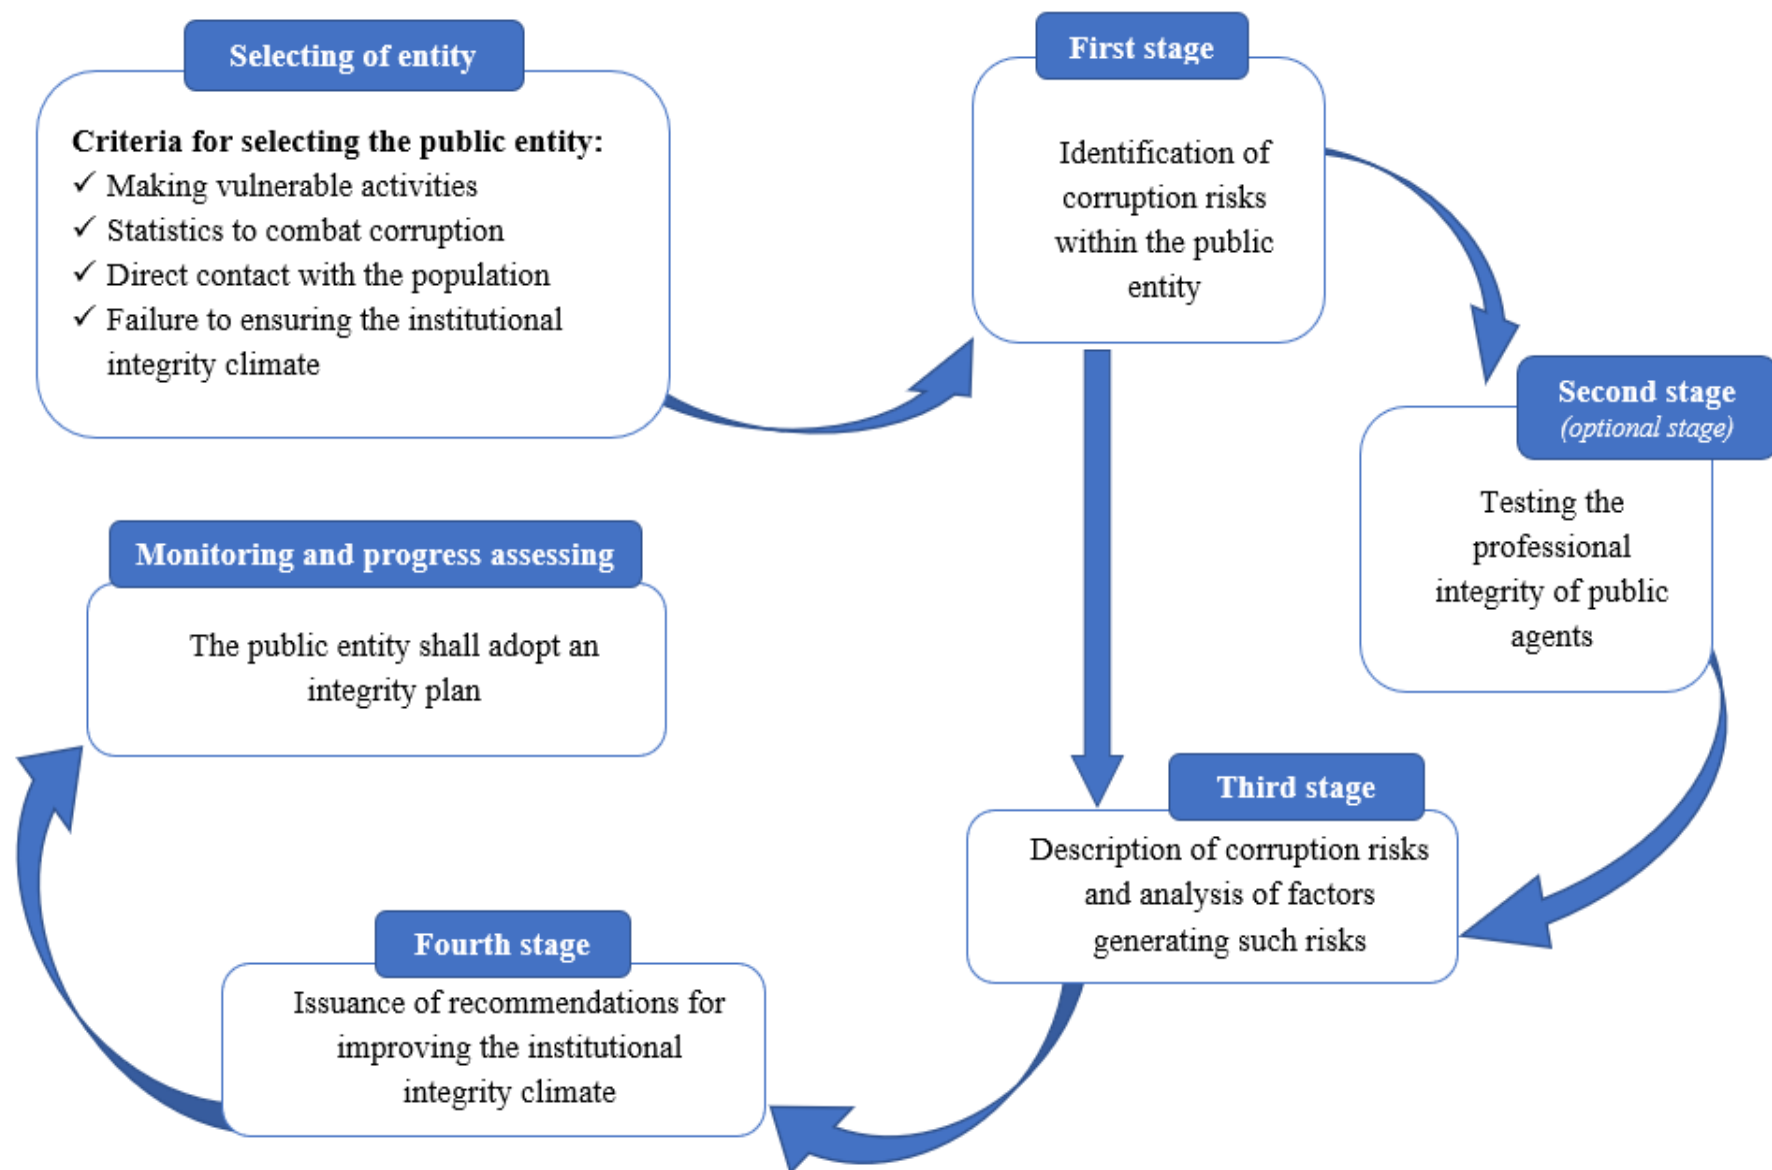 Selecting of entity
Criteria for selecting the public entity:
✓ Making vulnerable activities
✓ Statistics to combat corruption
✓ Direct contact with the population
✓ Failure to ensuring the institutional
integrity climate
First stage
Identification of
corruption risks
within the public
entity
Second stage
(optional stage)
Testing the
professional
integrity of public
agents
Third stage
Description of corruption risks
and analysis of factors
generating such risks
Fourth stage
Issuance of recommendations for
improving the institutional
integrity climate
Monitoring and progress assessing
The public entity shall adopt an
integrity plan